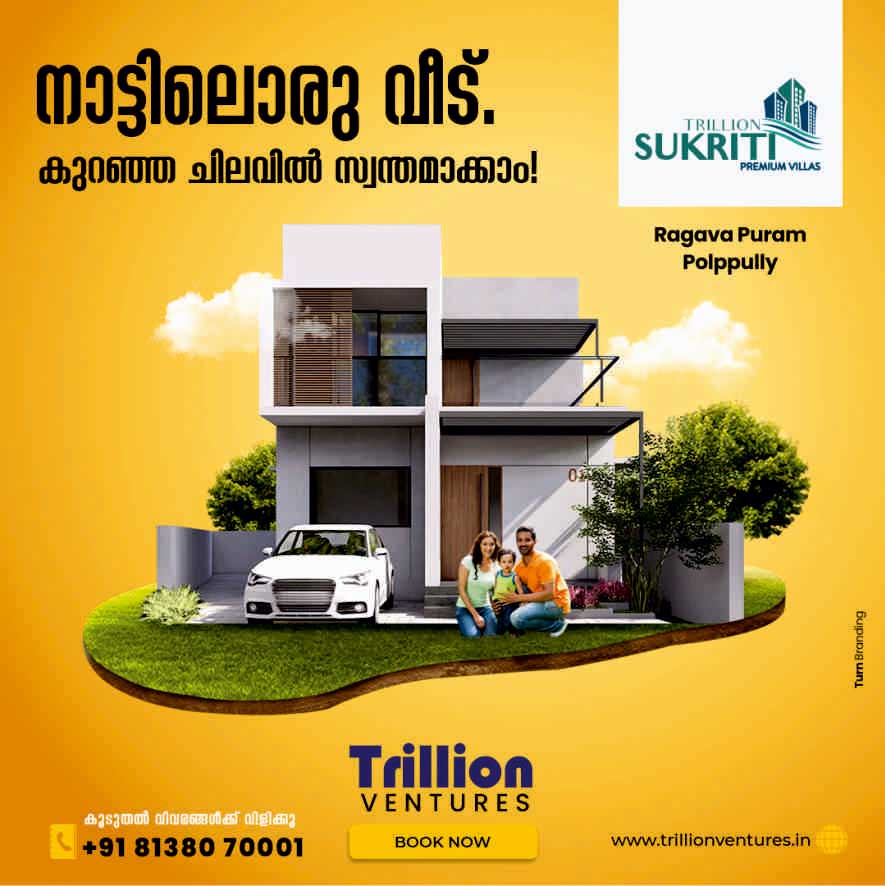 നാട്ടിലൊരു വീട്.
കുറഞ്ഞ ചിലവിൽ സ്വന്തമാക്കാം!
TRILLION
SUKRITI
PREMIUM VILLAS
Ragava Puram
Polppully
01
Turn Branding
Trillion
VENTURES
കൂടുതൽ വിവരങ്ങൾക്ക് വിളിക്കൂ
+91 81380 70001
BOOK NOW
www.trillionventures.in